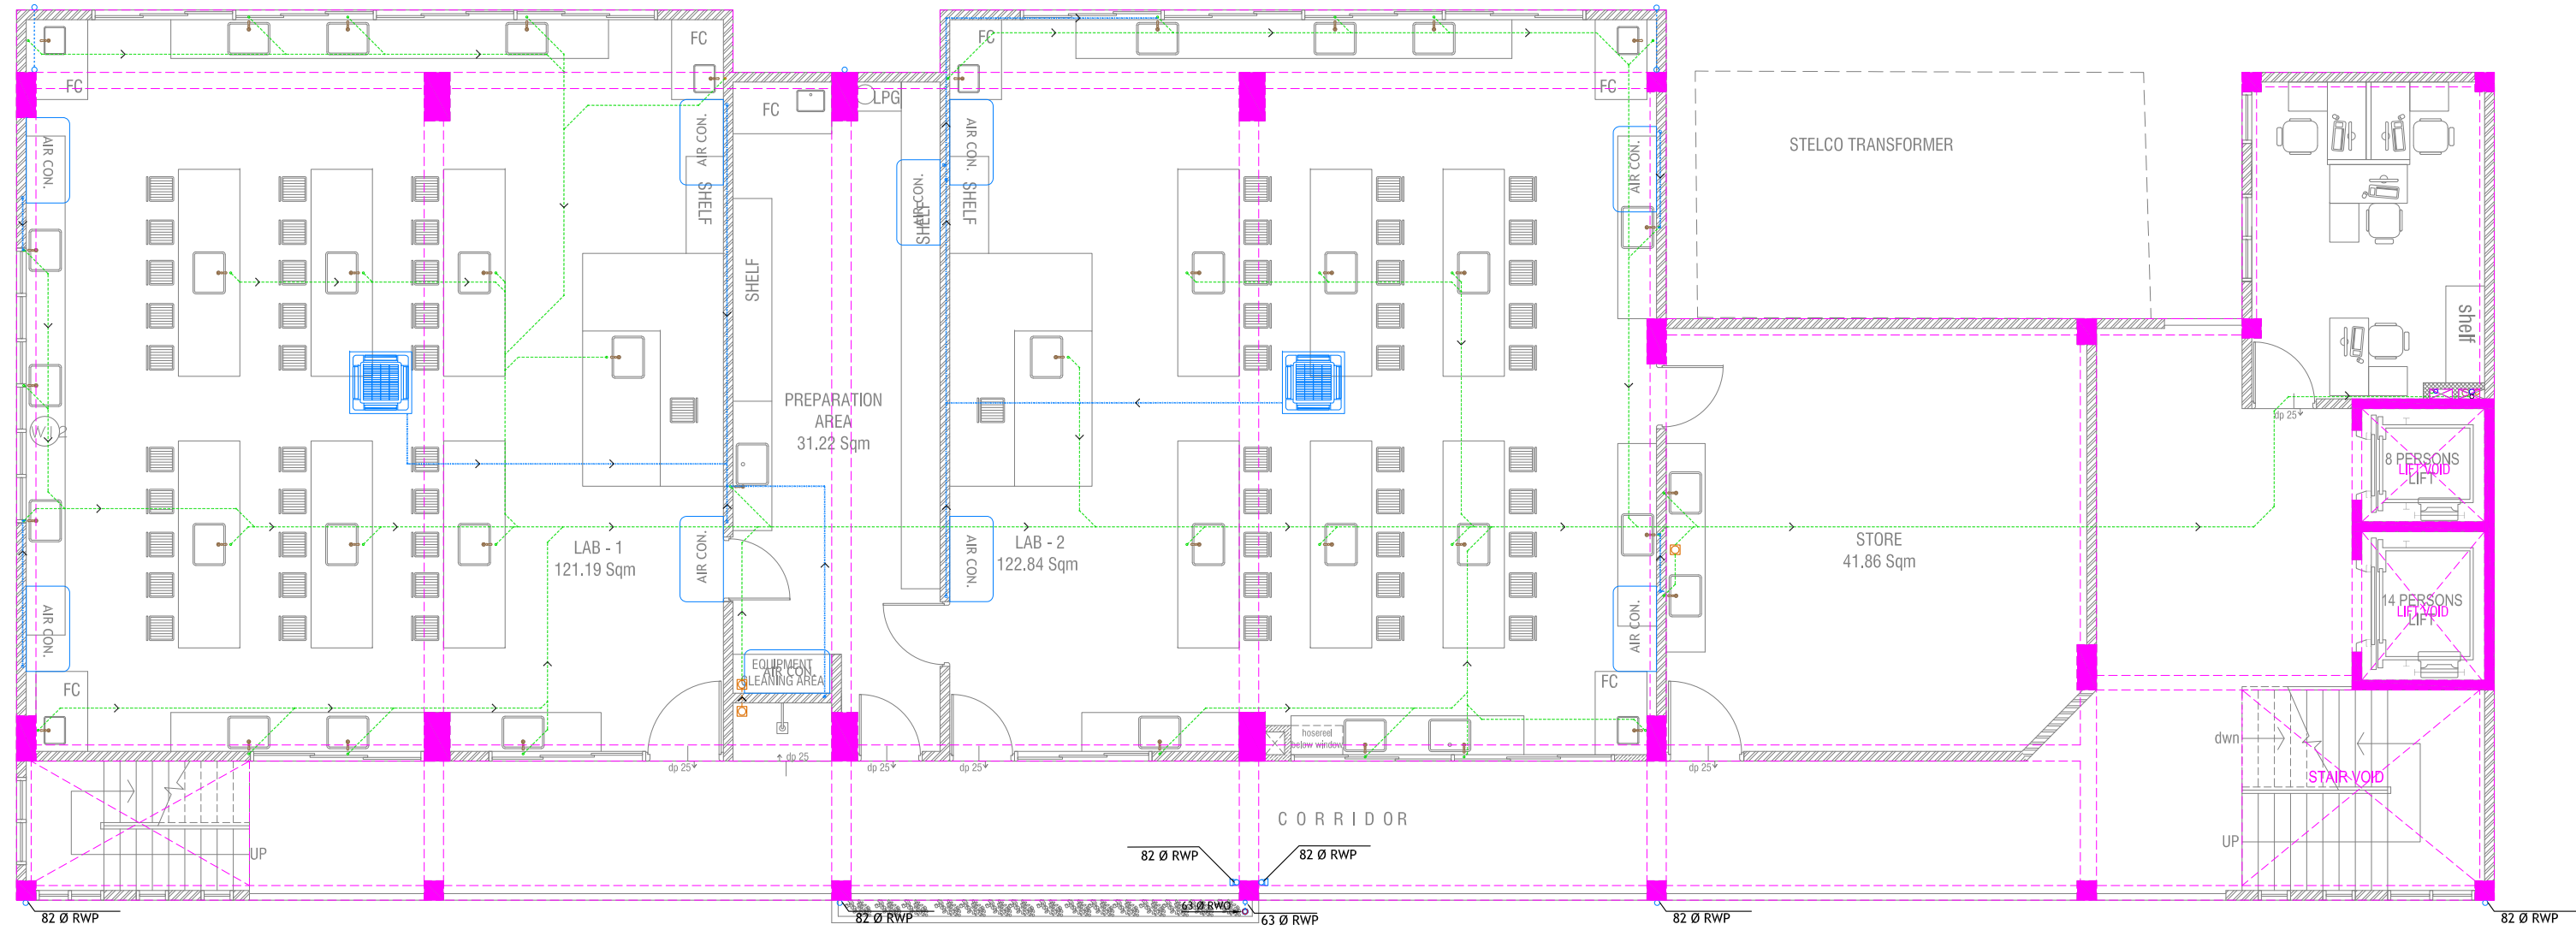 FC
FC
FC
FC
FC
FC
LPG
AIR CON.
AIR CON.
AIR CON.
AIR CON.
AIR CON.
SHELF
SHELF
SHELF
SHELF
STELCO TRANSFORMER
shelf
W 2
PREPARATION
AREA
31.22 Sqm
dp 25
8 PERSONS
LIFT VOID
LIFT
LAB - 1
121.19 Sqm
AIR CON.
AIR CON.
LAB - 2
122.84 Sqm
STORE
41.86 Sqm
AIR CON.
AIR CON.
14 PERSONS
LIFT VOID
LIFT
EQUIPMENT
AIR CON.
CLEANING AREA
FC
FC
hosereel
below window
dp 25
dp 25
dp 25
dp 25
dp 25
dwn
STAIR VOID
UP
UP
CORRIDOR
82 Ø RWP
82 Ø RWP
82 Ø RWP
82 Ø RWP
63 Ø RWO
63 Ø RWP
82 Ø RWP
82 Ø RWP